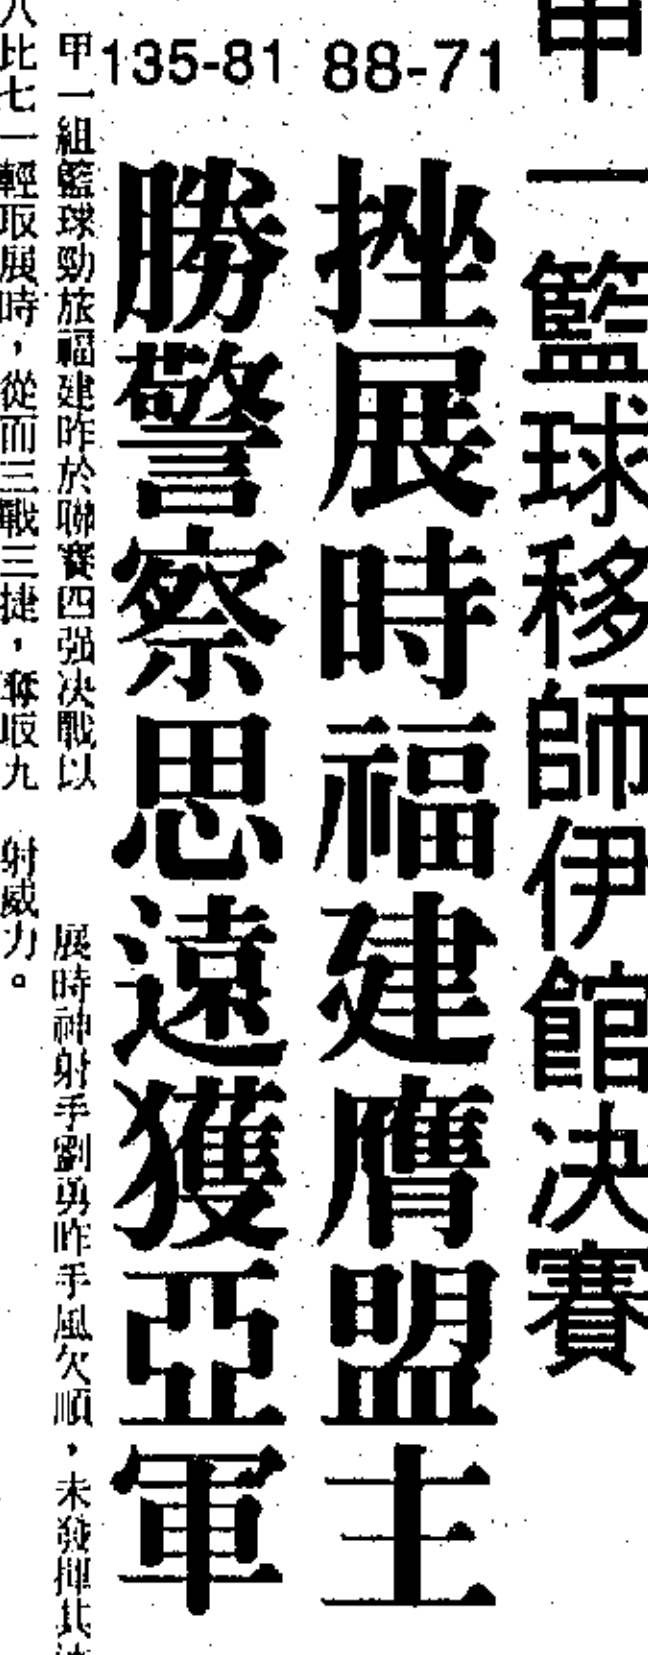 甲一籃球移師伊館決賽
88-71
挫展時福建膺盟主
135-81
勝警察思遠獲亞軍
甲一組籃球勁旅福建昨於聯賽四强決戰以
八比七一輕取展時，從而三戰三捷，奪取九
展時神射手劉勇昨手風欠順，未發揮其
射威力。